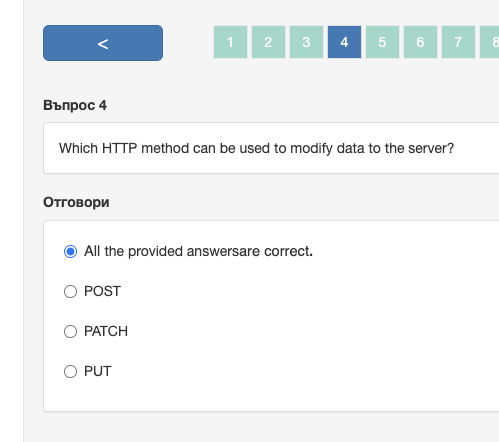 <
1 2 3 4 5 6 7 8
Въпрос 4
Which HTTP method can be used to modify data to the server?
Отговори
All the provided answersare correct.
POST
PATCH
PUT